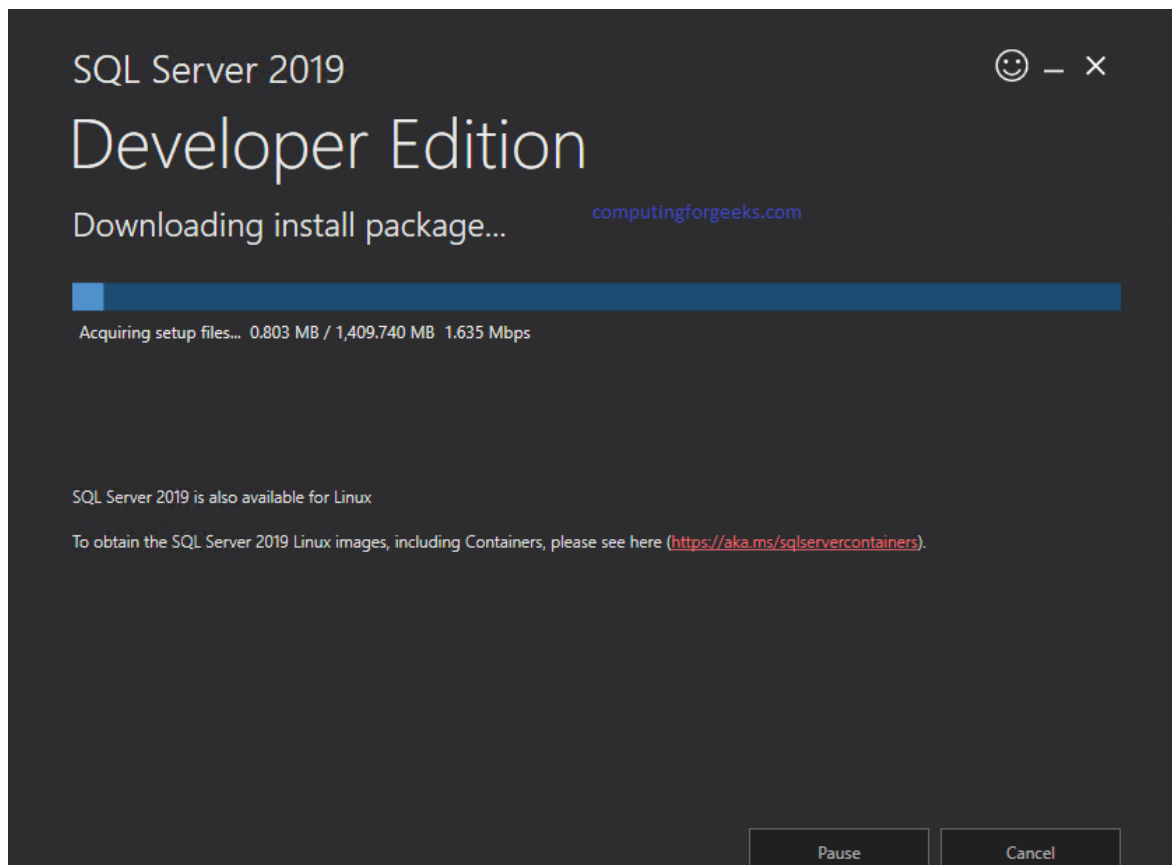 SQL Server 2019
Developer Edition
Downloading install package...
computingforgeeks.com
Acquiring setup files... 0.803 MB / 1,409.740 MB 1.635 Mbps
SQL Server 2019 is also available for Linux
To obtain the SQL Server 2019 Linux images, including Containers, please see here (https://aka.ms/sqlservercontainers).
Pause
Cancel